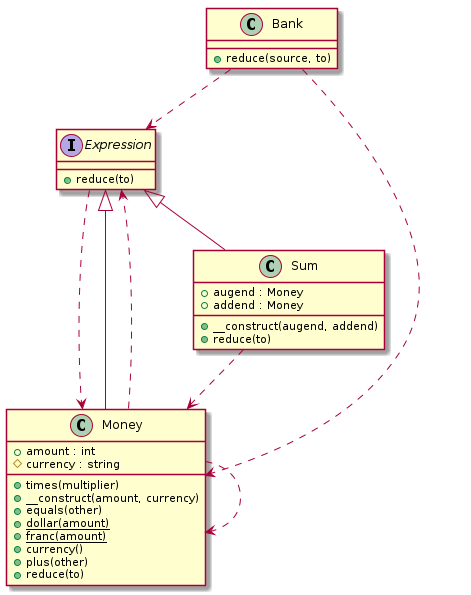 C Bank
reduce(source, to)
I Expression
reduce(to)
C Sum
augend : Money
addend : Money
__construct(augend, addend)
reduce(to)
C Money
amount : int
currency : string
times(multiplier)
__construct(amount, currency)
equals(other)
dollar(amount)
franc(amount)
currency()
plus(other)
reduce(to)